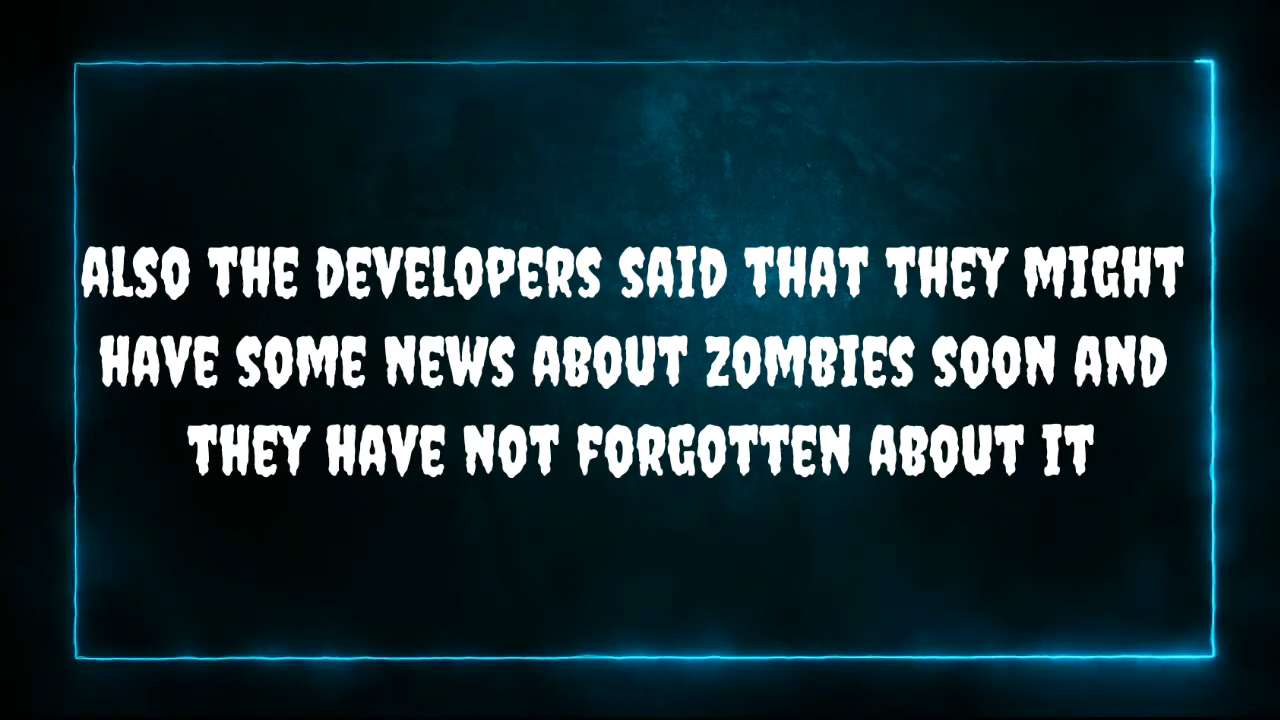 ALSO THE DEVELOPERS SAID THAT THEY MIGHT
HAVE SOME NEWS ABOUT ZOMBIES SOON AND
THEY HAVE NOT FORGOTTEN ABOUT IT